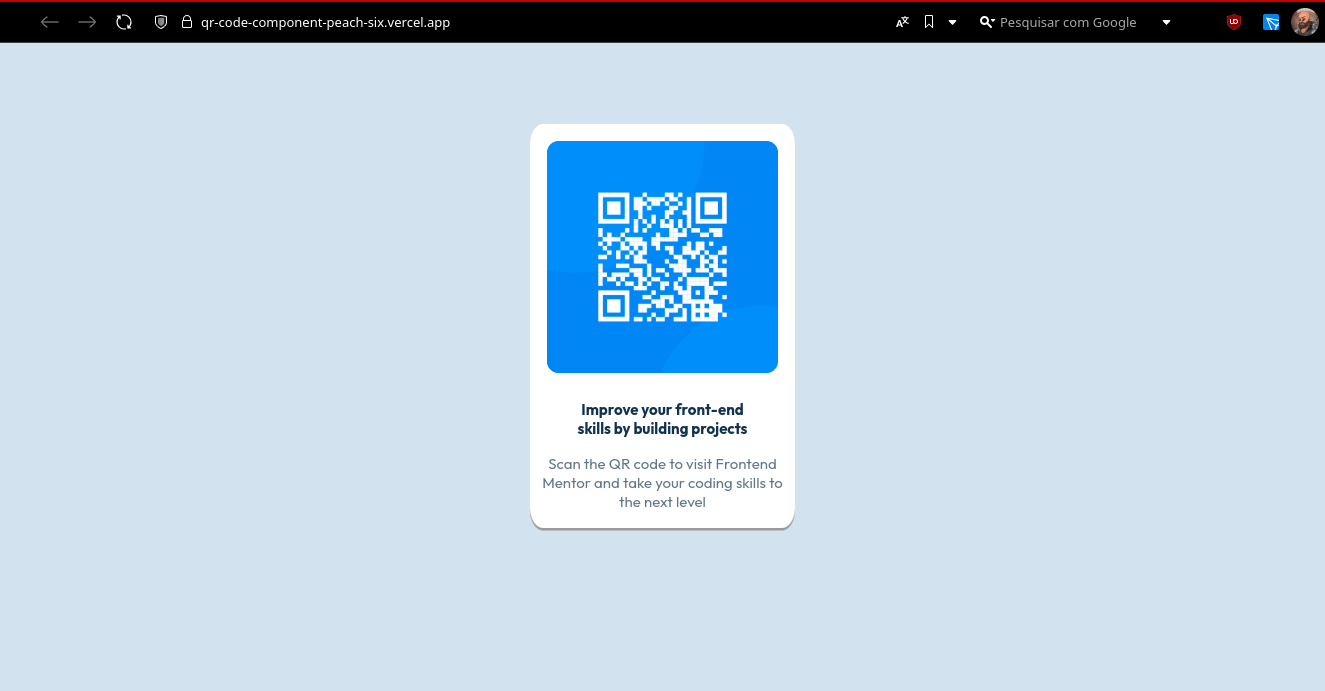 qr-code-component-peach-six.vercel.app
Pesquisar com Google
Improve your front-end
skills by building projects
Scan the QR code to visit Frontend
Mentor and take your coding skills to
the next level